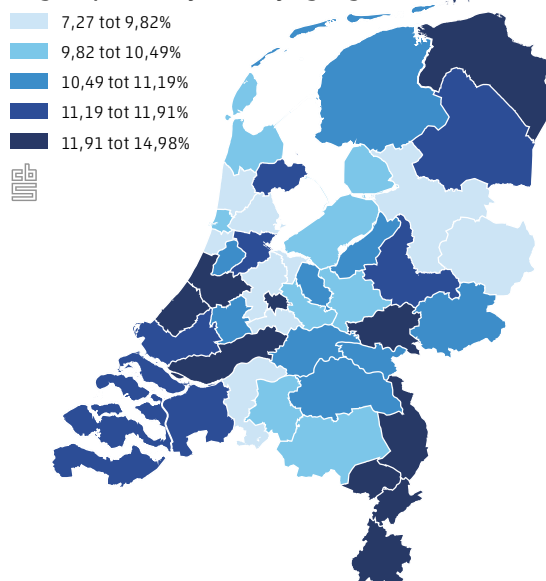 7,27 tot 9,82%
9,82 tot 10,49%
10,49 tot 11,19%
11,19 tot 11,91%
11,91 tot 14,98%
cbs